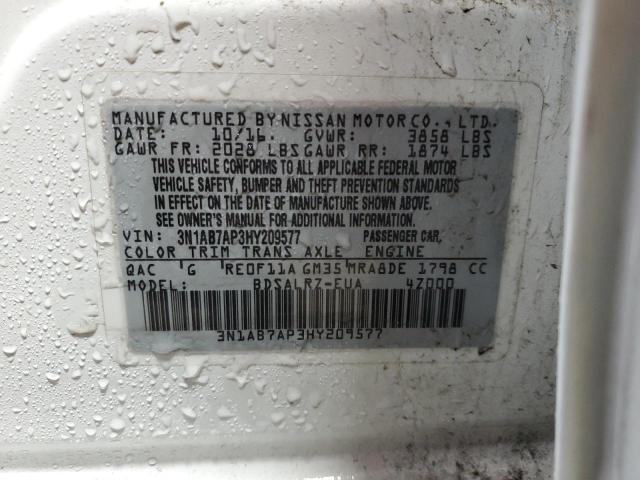 MANUFACTURED BY NISSAN MOTOR CO., LTD.
DATE: 10/16. GVWR: 3858 LBS
GAWR FR: 2028 LBS GAWR RR: 1874 LBS
THIS VEHICLE CONFORMS TO ALL APPLICABLE FEDERAL MOTOR
VEHICLE SAFETY, BUMPER AND THEFT PREVENTION STANDARDS
IN EFFECT ON THE DATE OF MANUFACTURE SHOWN ABOVE.
SEE OWNER'S MANUAL FOR ADDITIONAL INFORMATION.
VIN: 3N1AB7AP3HY209577 PASSENGER CAR.
COLOR TRIM TRANS AXLE ENGINE
QAC G RE0F11A GM35 MRA8DE 1798 CC
MODEL: BDSALRZ-EUA 4Z000
3N1AB7AP3HY209577